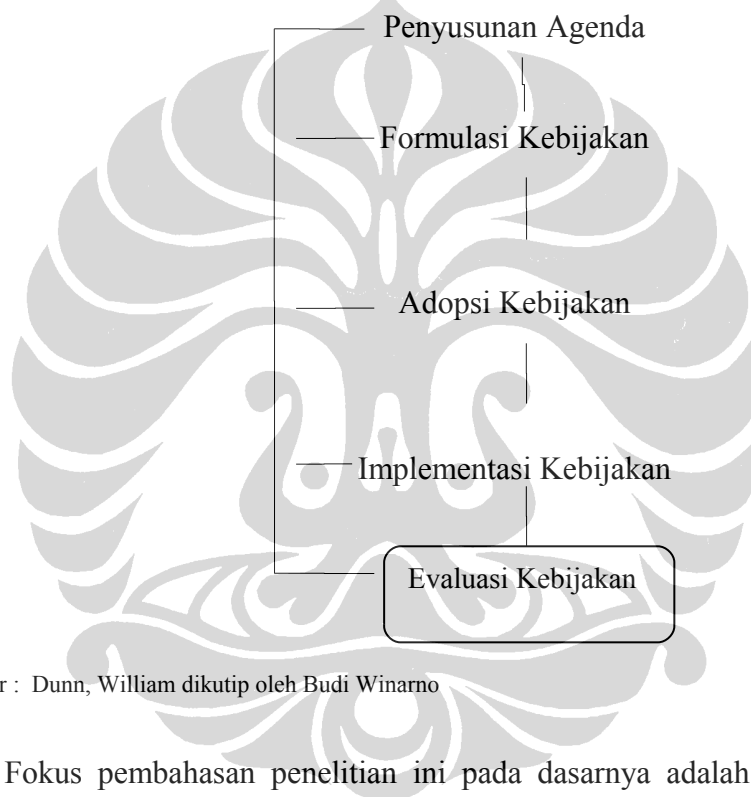 Penyusunan Agenda
Formulasi Kebijakan
Adopsi Kebijakan
Implementasi Kebijakan
Evaluasi Kebijakan
r : Dunn, William dikutip oleh Budi Winarno
Fokus pembahasan penelitian ini pada dasarnya adalah